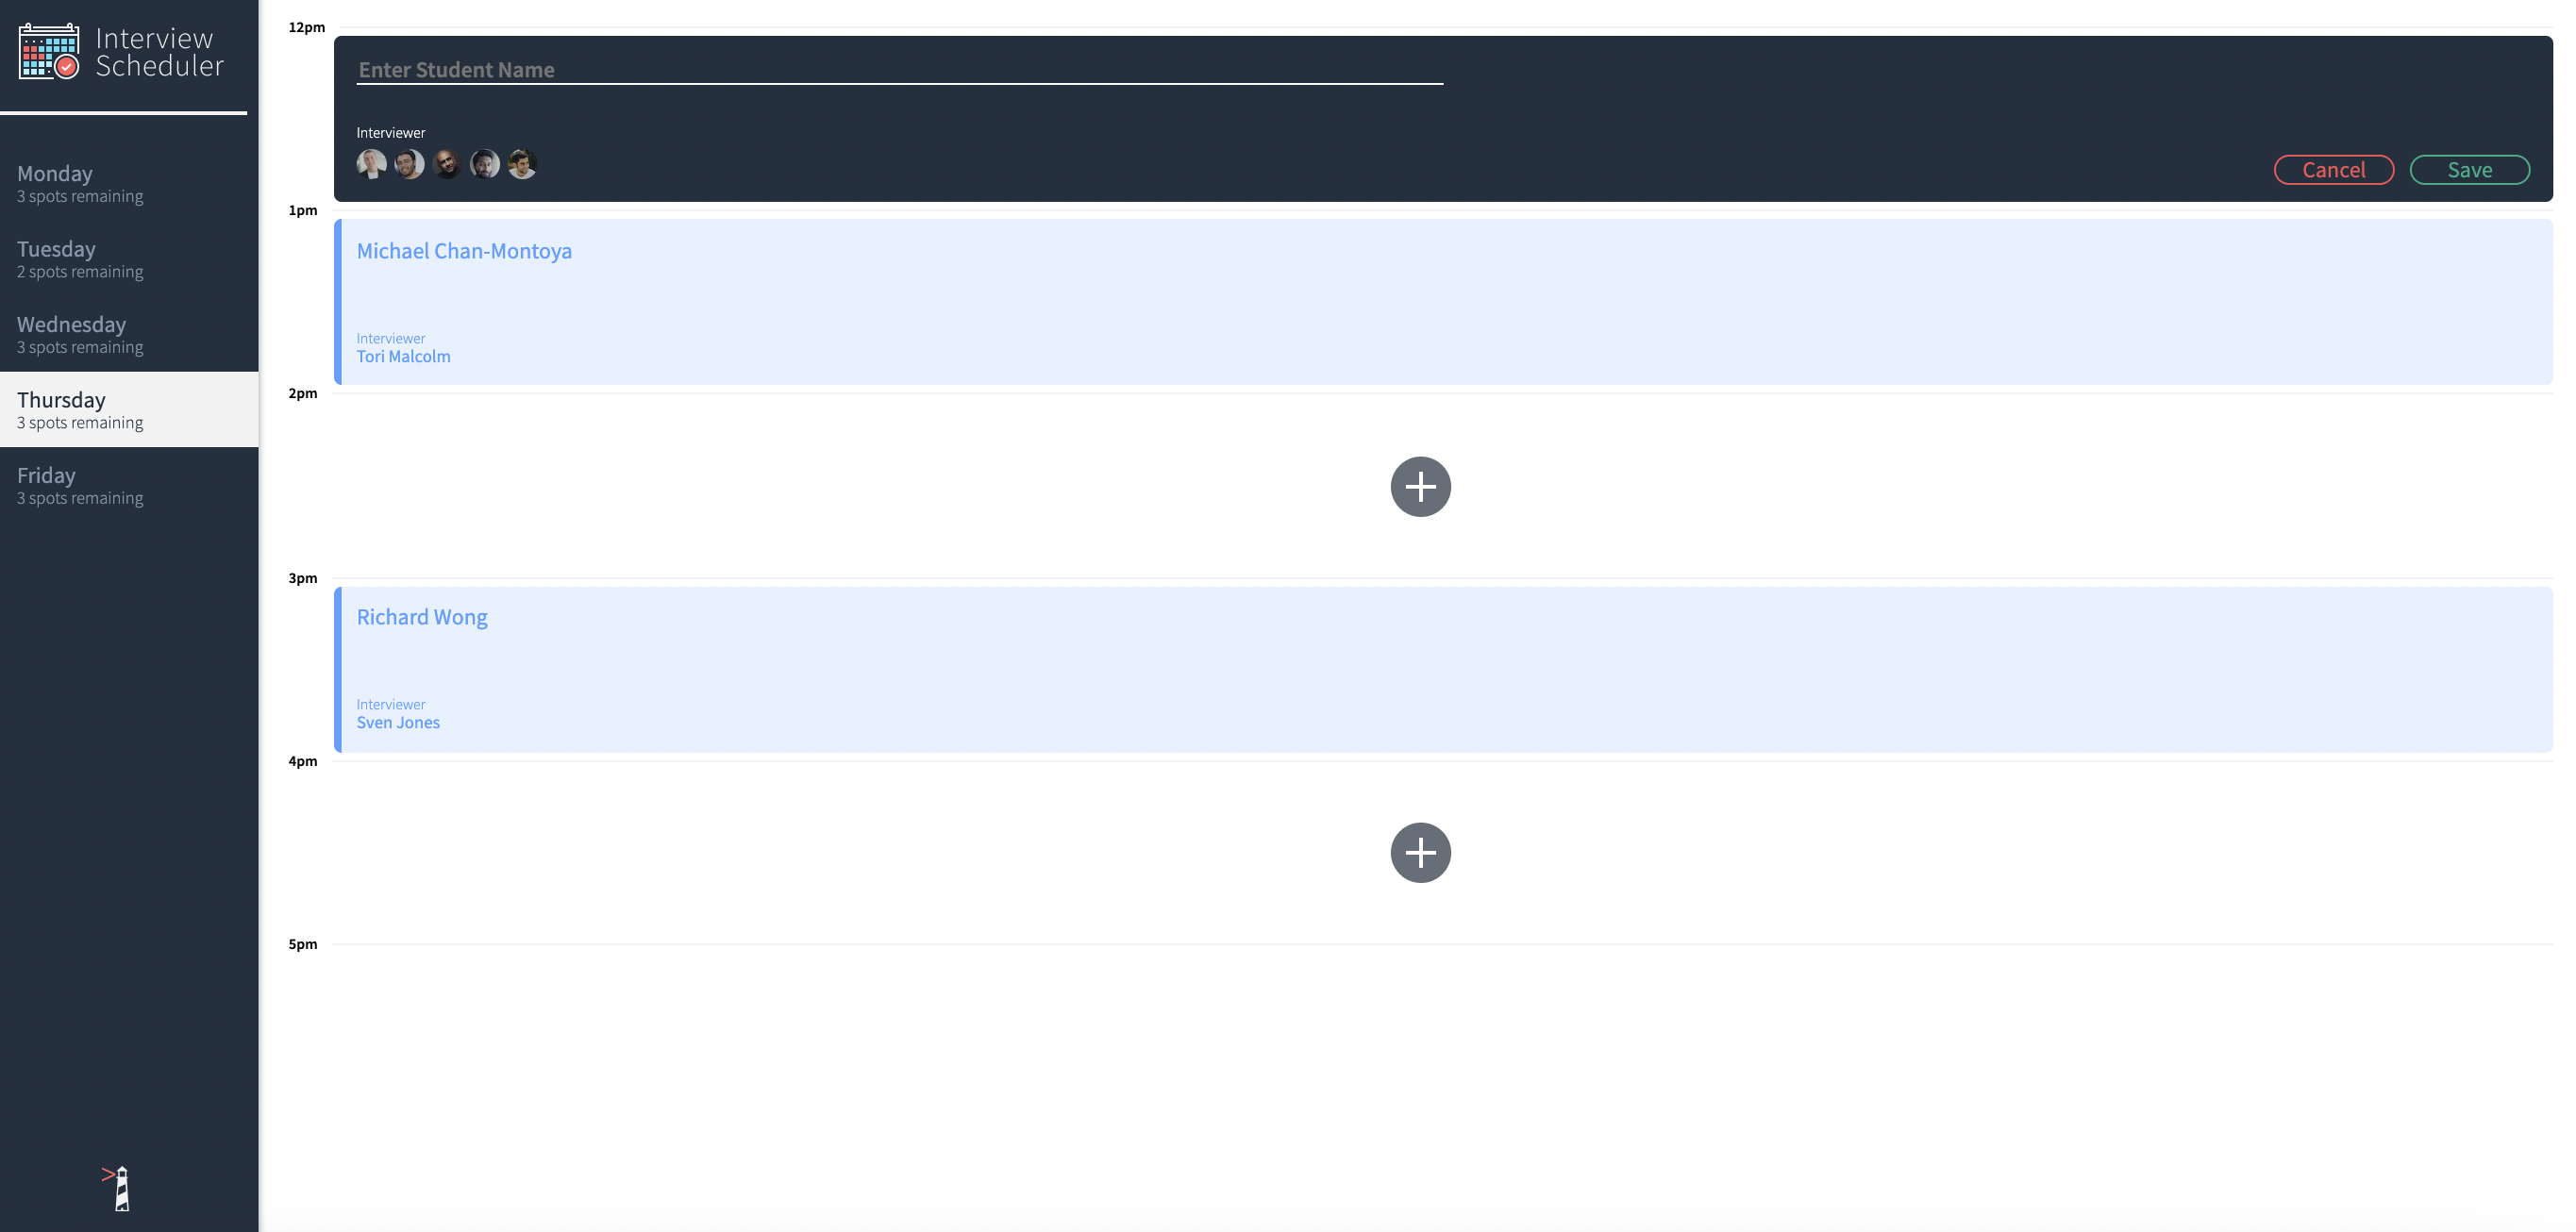 Interview
Scheduler
Monday
3 spots remaining
Tuesday
2 spots remaining
Wednesday
3 spots remaining
Thursday
3 spots remaining
Friday
3 spots remaining
12pm
Enter Student Name
Interviewer
Cancel
Save
1pm
Michael Chan-Montoya
Interviewer
Tori Malcolm
2pm
3pm
Richard Wong
Interviewer
Sven Jones
4pm
5pm